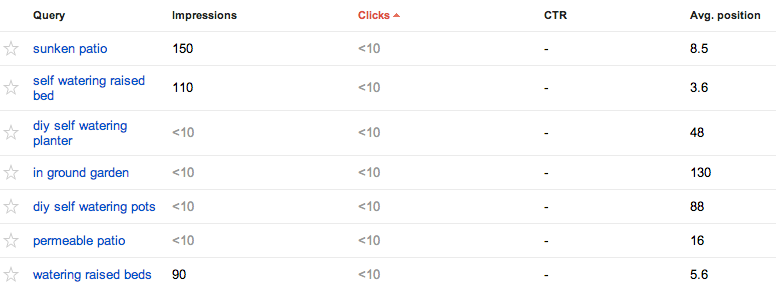 Query Impressions Clicks CTR Avg. position
sunken patio 150 <10 - 8.5
self watering raised
bed 110 <10 - 3.6
diy self watering
planter <10 <10 - 48
in ground garden <10 <10 - 130
diy self watering pots <10 <10 - 88
permeable patio <10 <10 - 16
watering raised beds 90 <10 - 5.6